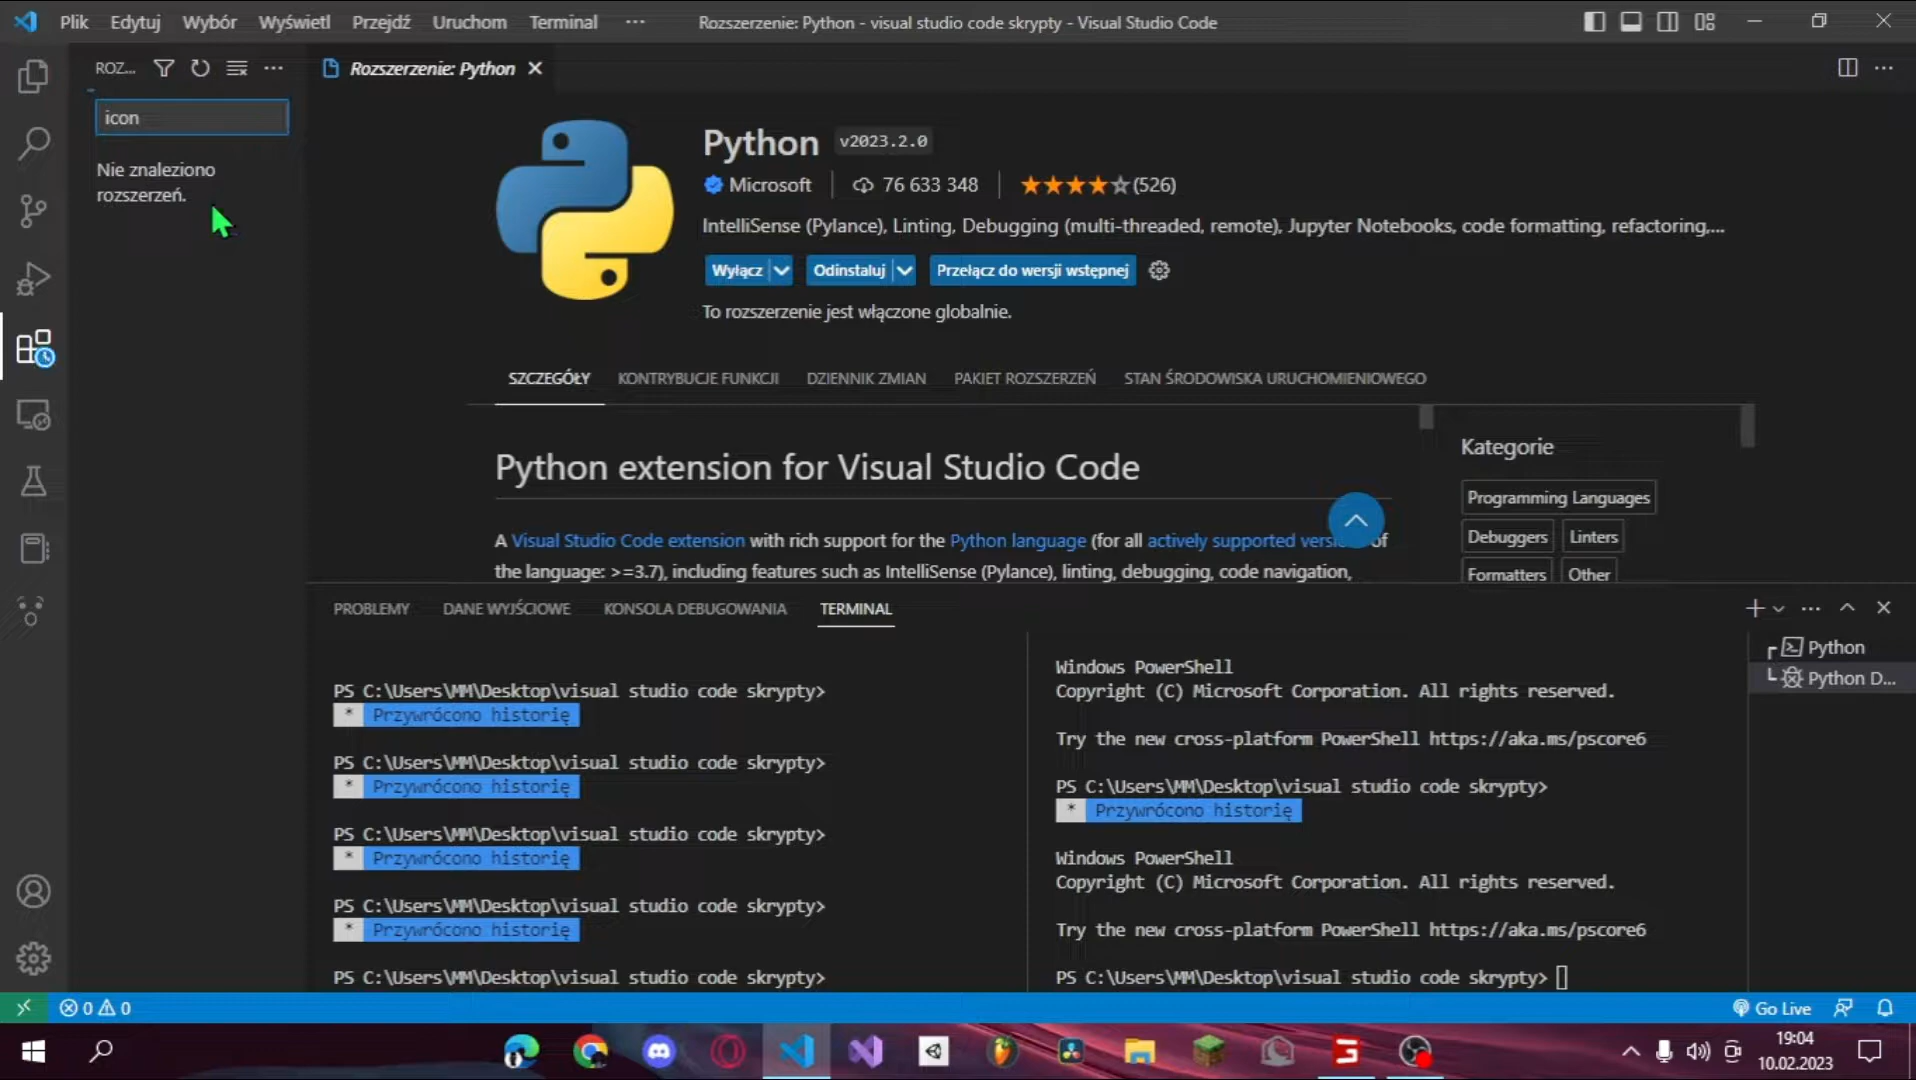 Plik Edytuj Wybór Wyświetl Przejdź Uruchom Terminal ··· Rozszerzenie: Python - visual studio code skrypty - Visual Studio Code
ROZ...
Rozszerzenie: Python
icon
Nie znaleziono
rozszerzeń.
Python v2023.2.0
Microsoft 76 633 348 (526)
IntelliSense (Pylance), Linting, Debugging (multi-threaded, remote), Jupyter Notebooks, code formatting, refactoring,...
Wyłącz Odinstaluj Przełącz do wersji wstępnej
To rozszerzenie jest włączone globalnie.
SZCZEGÓŁY KONTRYBUCJE FUNKCJI DZIENNIK ZMIAN PAKIET ROZSZERZEŃ STAN ŚRODOWISKA URUCHOMIENIOWEGO
Python extension for Visual Studio Code
A Visual Studio Code extension with rich support for the Python language (for all actively supported of
the language: >=3.7), including features such as IntelliSense (Pylance), linting, debugging, code navigation,
Kategorie
Programming Languages
Debuggers Linters
Formatters Other
PROBLEMY DANE WYJŚCIOWE KONSOLA DEBUGOWANIA TERMINAL
PS C:\Users\MM\Desktop\visual studio code skrypty>
* Przywrócono historię
PS C:\Users\MM\Desktop\visual studio code skrypty>
* Przywrócono historię
PS C:\Users\MM\Desktop\visual studio code skrypty>
* Przywrócono historię
PS C:\Users\MM\Desktop\visual studio code skrypty>
* Przywrócono historię
PS C:\Users\MM\Desktop\visual studio code skrypty>
Windows PowerShell
Copyright (C) Microsoft Corporation. All rights reserved.
Try the new cross-platform PowerShell https://aka.ms/pscore6
PS C:\Users\MM\Desktop\visual studio code skrypty>
* Przywrócono historię
Windows PowerShell
Copyright (C) Microsoft Corporation. All rights reserved.
Try the new cross-platform PowerShell https://aka.ms/pscore6
PS C:\Users\MM\Desktop\visual studio code skrypty>
Python
Python D...
0 0
Go Live
19:04
10.02.2023